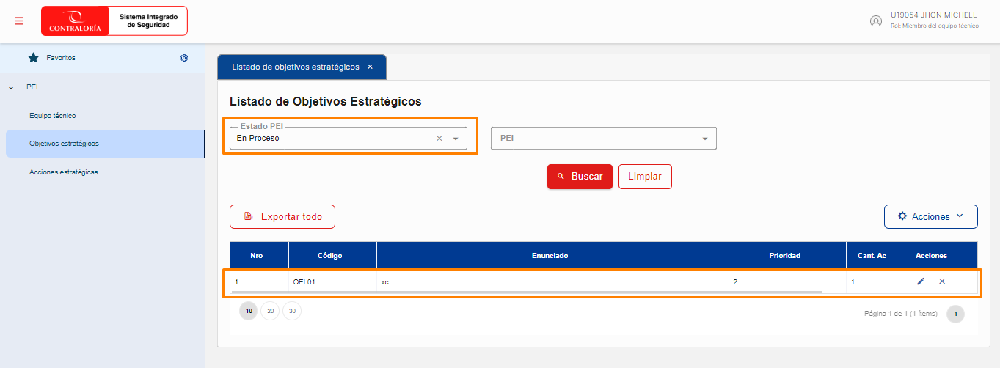 CONTRALORÍA
Sistema Integrado
de Seguridad
U19054 JHON MICHELL
Rol: Miembro del equipo técnico
Favoritos
PEI
Equipo técnico
Objetivos estratégicos
Acciones estratégicas
Listado de objetivos estratégicos ×
Listado de Objetivos Estratégicos
Estado PEI
En Proceso
PEI
Buscar
Limpiar
Exportar todo
Acciones
Nro Código Enunciado Prioridad Cant. Ac Acciones
1 OEI.01 xc 2 1
10 20 30
Página 1 de 1 (1 ítems) 1